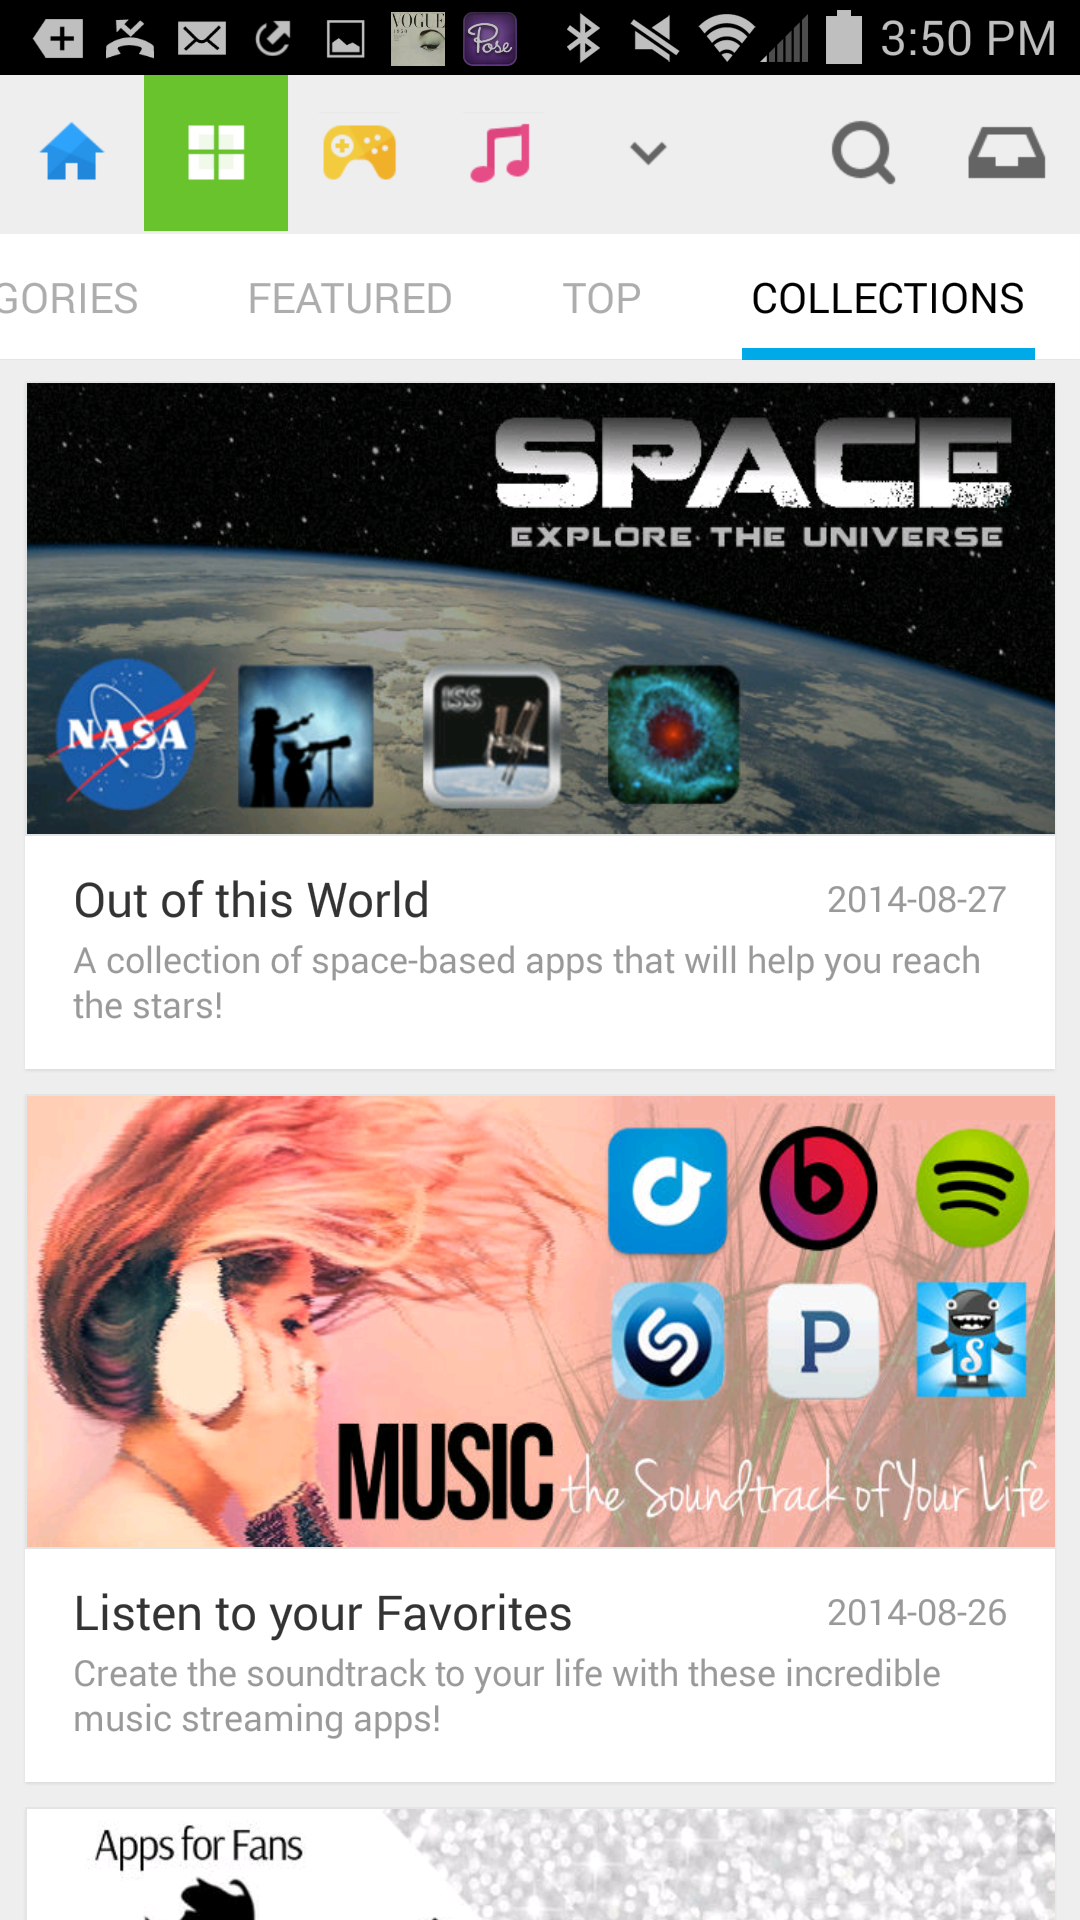 VOGUE
Pose
3:50 PM
GORIES
FEATURED
TOP
COLLECTIONS
SPACE
EXPLORE THE UNIVERSE
NASA
ISS
Out of this World
2014-08-27
A collection of space-based apps that will help you reach
the stars!
b
P
S
MUSIC the Soundtrack of Your Life
Listen to your Favorites
2014-08-26
Create the soundtrack to your life with these incredible
music streaming apps!
Apps for Fans